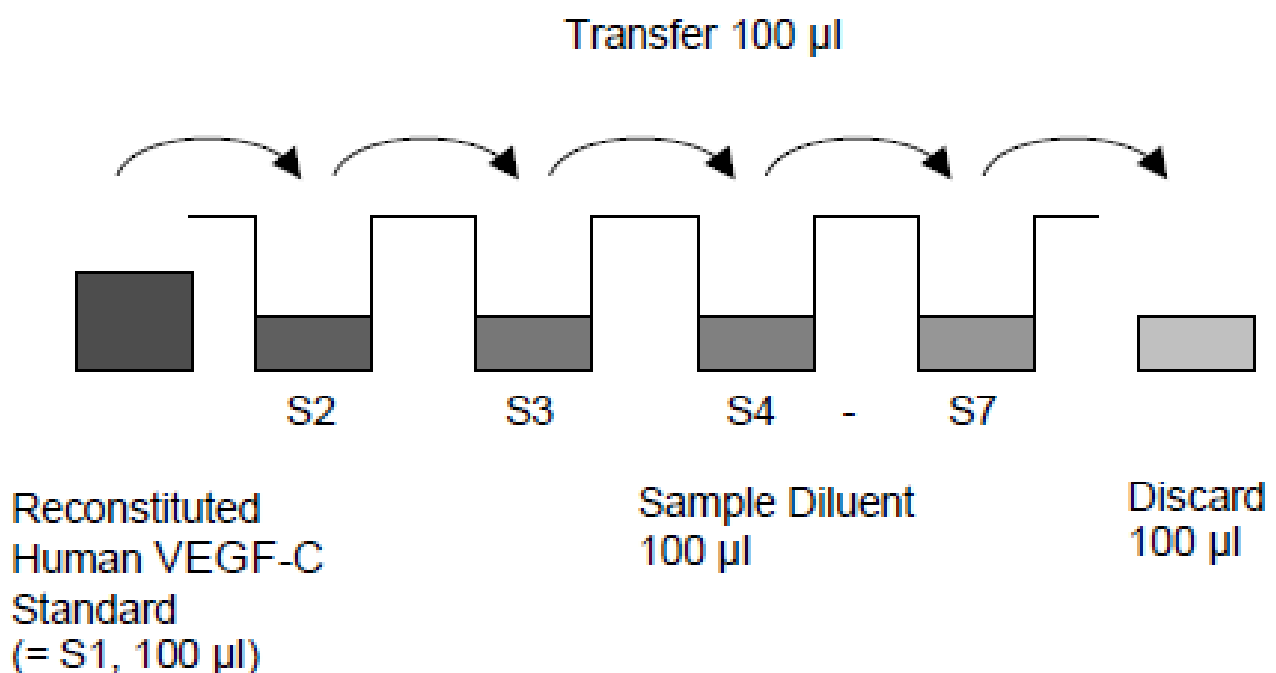 Transfer 100 µl
S2 S3 S4 - S7
Reconstituted
Human VEGF-C
Standard
(= S1, 100 µl)
Sample Diluent
100 µl
Discard
100 µl